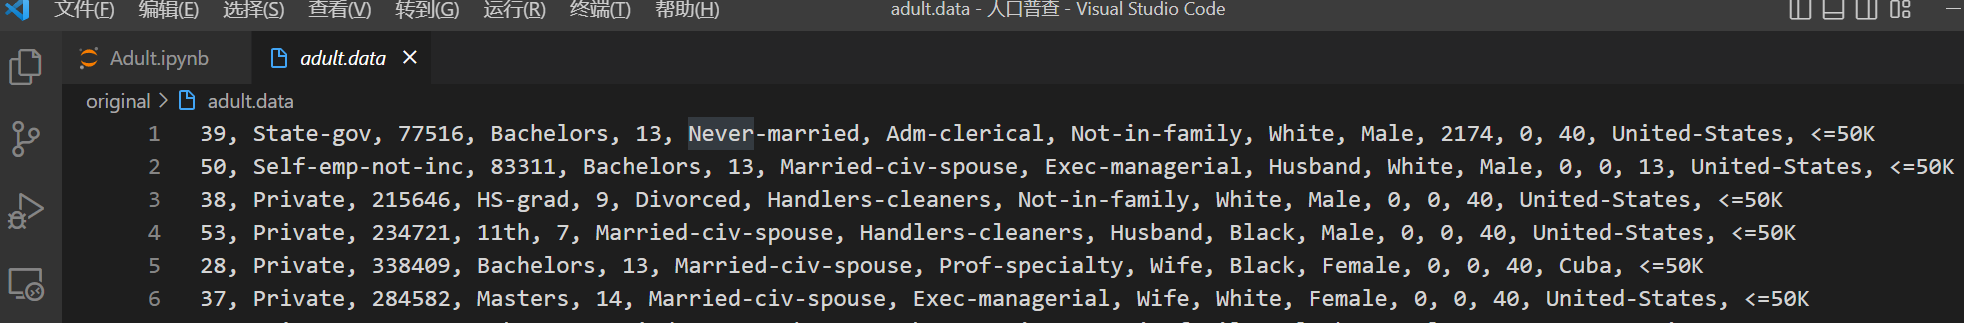 文件(F) 编辑(E) 选择(S) 查看(V) 转到(G) 运行(R) 终端(T) 帮助(H) adult.data - 人口普查 - Visual Studio Code
Adult.ipynb adult.data
original adult.data
1 39, State-gov, 77516, Bachelors, 13, Never-married, Adm-clerical, Not-in-family, White, Male, 2174, 0, 40, United-States, <=50K
2 50, Self-emp-not-inc, 83311, Bachelors, 13, Married-civ-spouse, Exec-managerial, Husband, White, Male, 0, 0, 13, United-States, <=50K
3 38, Private, 215646, HS-grad, 9, Divorced, Handlers-cleaners, Not-in-family, White, Male, 0, 0, 40, United-States, <=50K
4 53, Private, 234721, 11th, 7, Married-civ-spouse, Handlers-cleaners, Husband, Black, Male, 0, 0, 40, United-States, <=50K
5 28, Private, 338409, Bachelors, 13, Married-civ-spouse, Prof-specialty, Wife, Black, Female, 0, 0, 40, Cuba, <=50K
6 37, Private, 284582, Masters, 14, Married-civ-spouse, Exec-managerial, Wife, White, Female, 0, 0, 40, United-States, <=50K